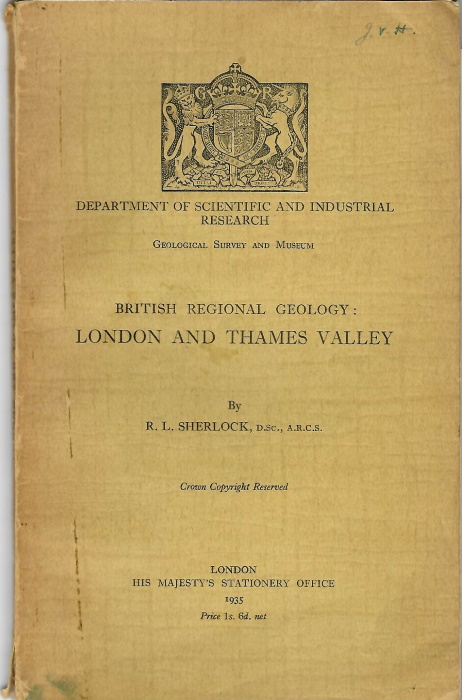 J. v. H.
G R
DEPARTMENT OF SCIENTIFIC AND INDUSTRIAL
RESEARCH
GEOLOGICAL SURVEY AND MUSEUM
BRITISH REGIONAL GEOLOGY:
LONDON AND THAMES VALLEY
By
R. L. SHERLOCK, D.SC., A.R.C.S.
Crown Copyright Reserved
LONDON
HIS MAJESTY'S STATIONERY OFFICE
1935
Price 1s. 6d. net